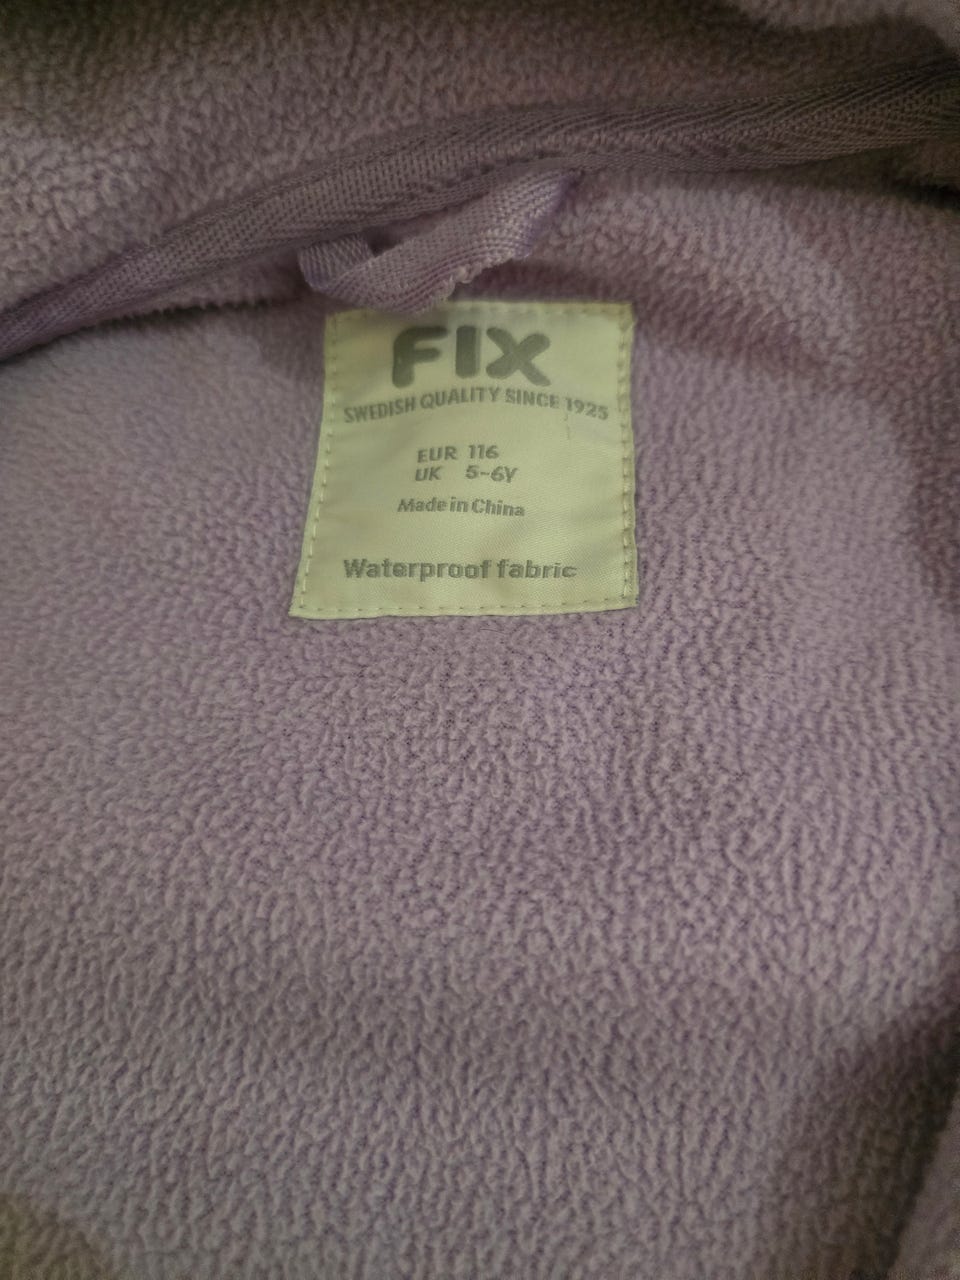 FIX
SWEDISH QUALITY SINCE 1925
EUR 116
UK 5-6Y
Made in China
Waterproof fabric